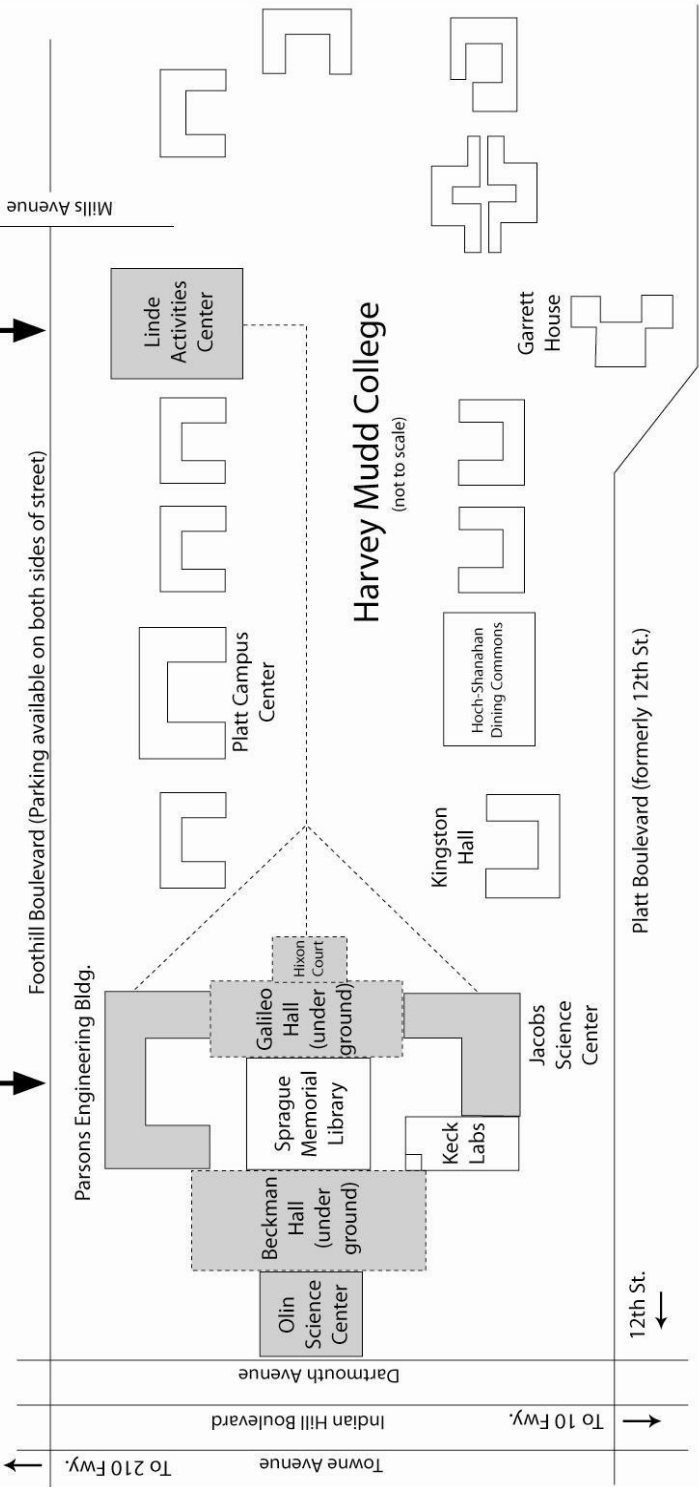 Foothill Boulevard (Parking available on both sides of street)
Mills Avenue
Parsons Engineering Bldg.
Linde
Activities
Center
Platt Campus
Center
Harvey Mudd College
(not to scale)
Hixon
Court
Galileo
Hall
(under
ground)
Sprague
Memorial
Library
Beckman
Hall
(under
ground)
Olin
Science
Center
Keck
Labs
Jacobs
Science
Center
Kingston
Hall
Hoch-Shanahan
Dining Commons
Garrett
House
Platt Boulevard (formerly 12th St.)
12th St.
Dartmouth Avenue
Indian Hill Boulevard
To 10 Fwy.
Towne Avenue
To 210 Fwy.